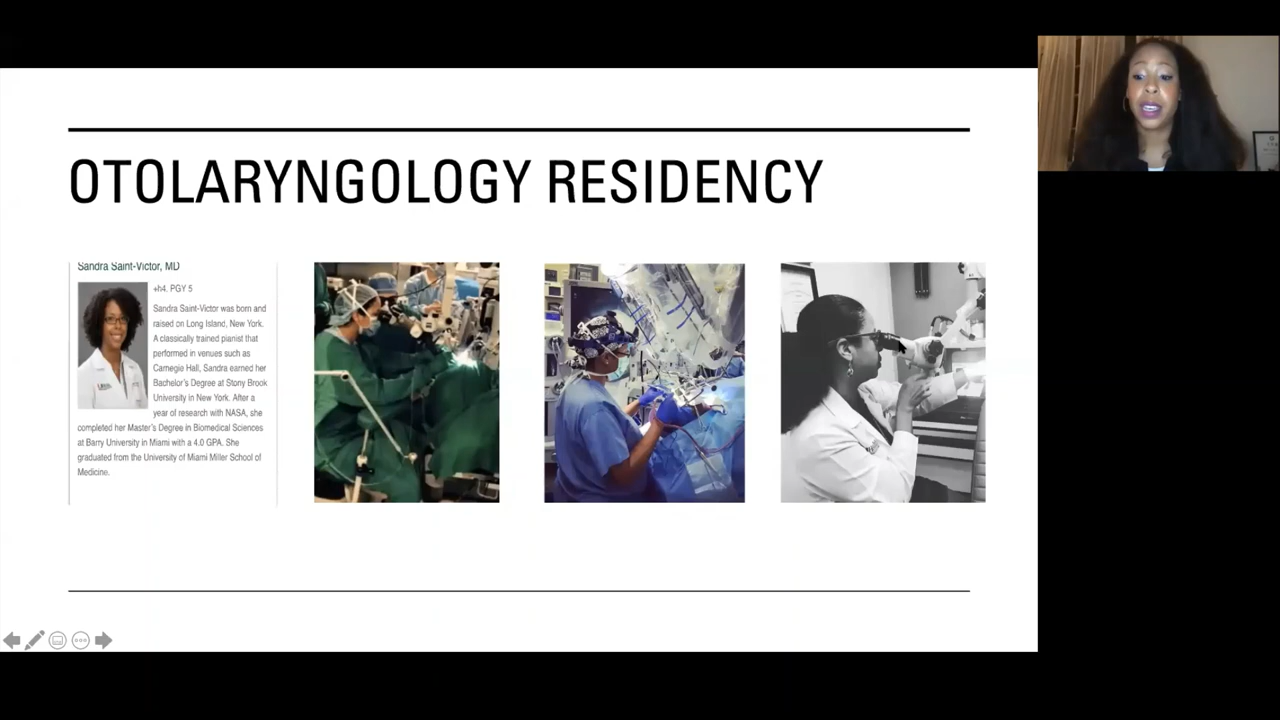 OTOLARYNGOLOGY RESIDENCY
Sandra Saint-Victor, MD
+h4. PGY 5
Sandra Saint-Victor was born and
raised on Long Island, New York.
A classically trained pianist that
performed in venues such as
Carnegie Hall, Sandra earned her
Bachelor's Degree at Stony Brook
University in New York. After a
year of research with NASA, she
completed her Master's Degree in Biomedical Sciences
at Barry University in Miami with a 4.0 GPA. She
graduated from the University of Miami Miller School of
Medicine.